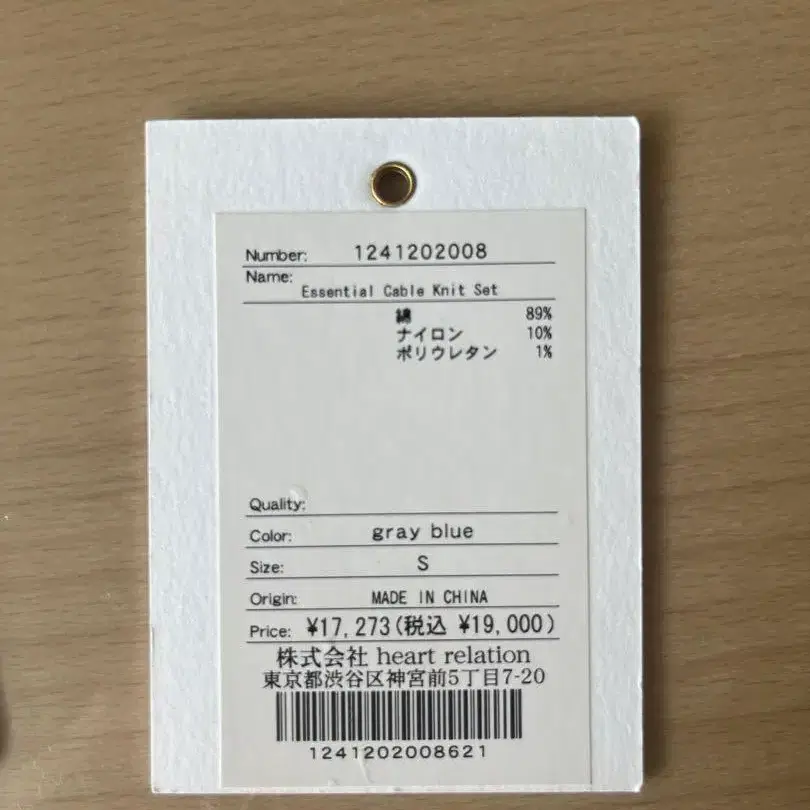 Number: 1241202008
Name:
Essential Cable Knit Set
綿 89%
ナイロン 10%
ポリウレタン 1%
Quality:
Color: gray blue
Size: S
Origin: MADE IN CHINA
Price: ¥17,273(税込 ¥19,000)
株式会社 heart relation
東京都渋谷区神宮前5丁目7-20
1241202008621